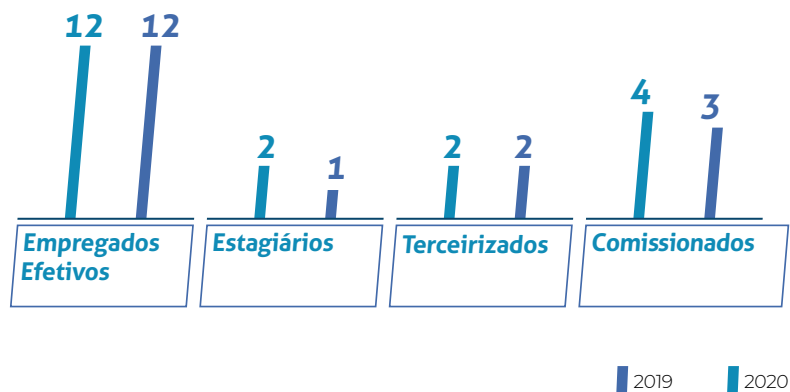 12 12
2 1
2 2
4 3
Empregados
Efetivos
Estagiários
Terceirizados
Comissionados
2019 2020